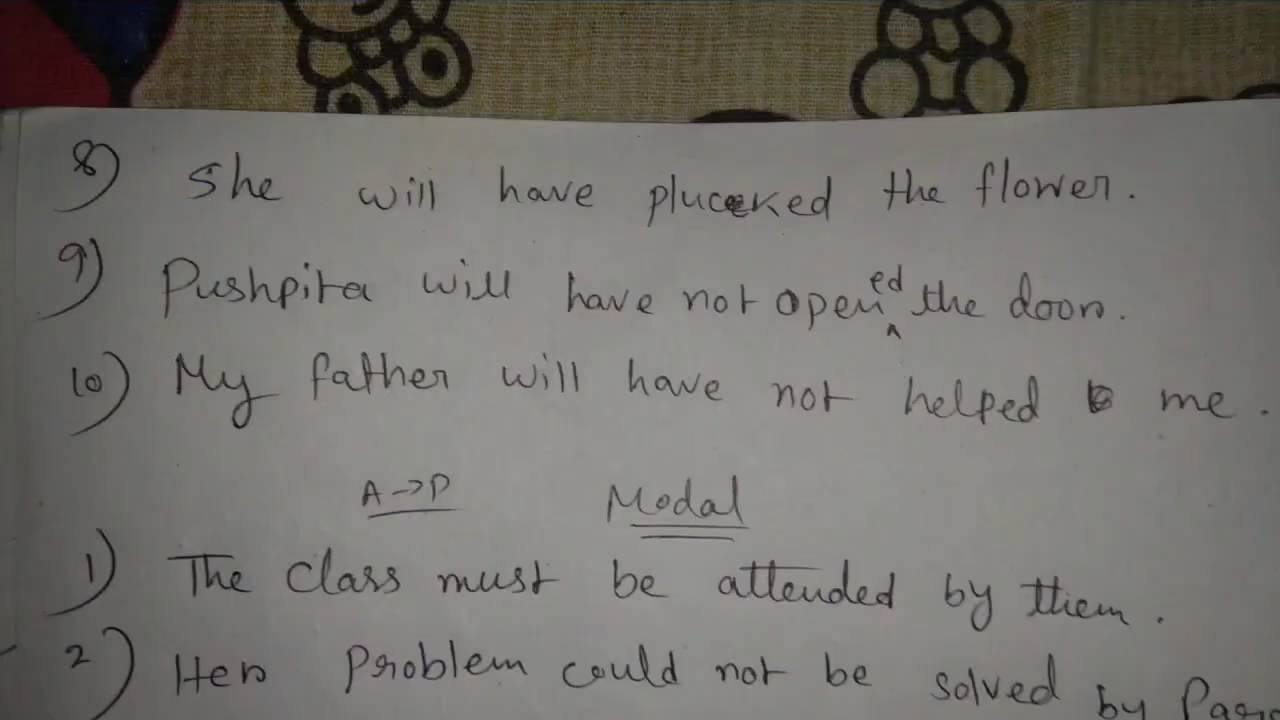 8) She will have plucked the flower.
9) Pushpita will have not opened the door.
10) My father will have not helped me.
A→P Modal
1) The class must be attended by them.
2) Her problem could not be solved by